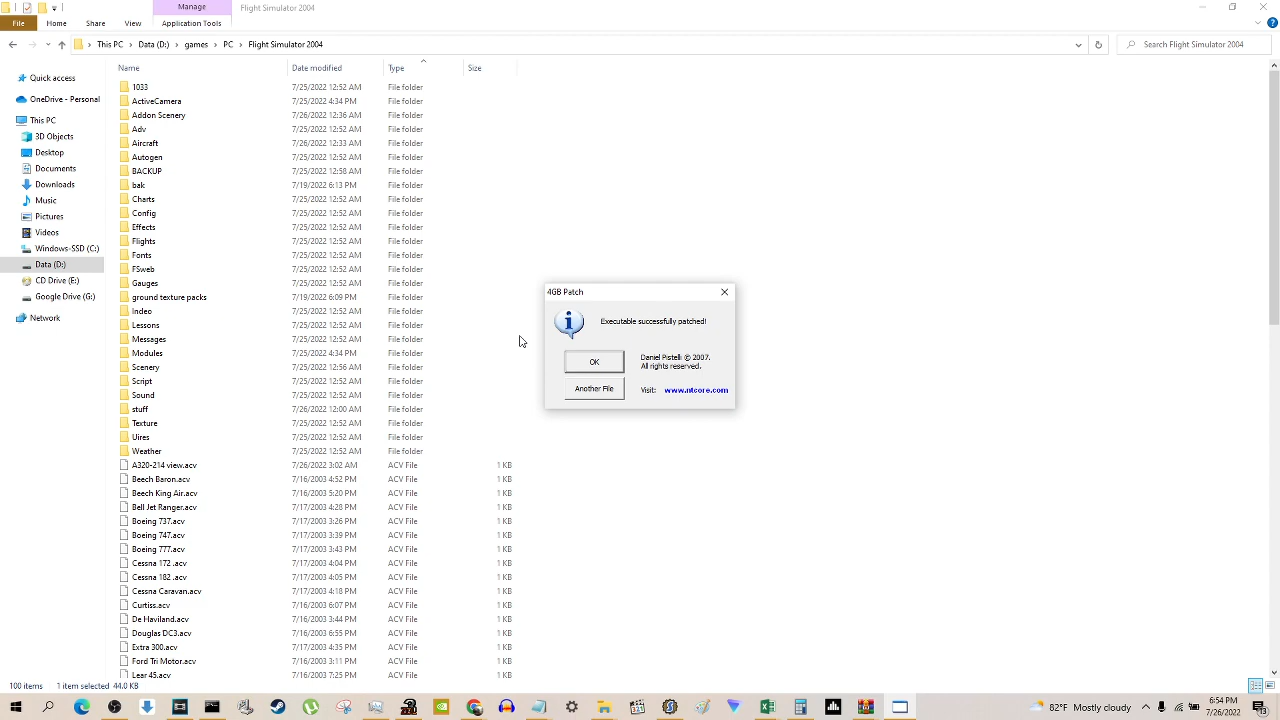 Manage
Flight Simulator 2004
File
Home
Share
View
Application Tools
This PC
Data (D:)
games
PC
Flight Simulator 2004
Search Flight Simulator 2004
Name
Date modified
Type
Size
Quick access
OneDrive - Personal
This PC
3D Objects
Desktop
Documents
Downloads
Music
Pictures
Videos
Windows-SSD (C:)
Data (D:)
CD Drive (E:)
Google Drive (G:)
Network
1033 7/25/2022 12:52 AM File folder
ActiveCamera 7/25/2022 4:34 PM File folder
Addon Scenery 7/26/2022 12:36 AM File folder
Adv 7/25/2022 12:52 AM File folder
Aircraft 7/26/2022 12:33 AM File folder
Autogen 7/25/2022 12:52 AM File folder
BACKUP 7/25/2022 12:58 AM File folder
bak 7/19/2022 6:13 PM File folder
Charts 7/25/2022 12:52 AM File folder
Config 7/25/2022 12:52 AM File folder
Effects 7/25/2022 12:52 AM File folder
Flights 7/25/2022 12:52 AM File folder
Fonts 7/25/2022 12:52 AM File folder
FSweb 7/25/2022 12:52 AM File folder
Gauges 7/25/2022 12:52 AM File folder
ground texture packs 7/19/2022 6:09 PM File folder
Indeo 7/25/2022 12:52 AM File folder
Lessons 7/25/2022 12:52 AM File folder
Messages 7/25/2022 12:52 AM File folder
Modules 7/25/2022 4:34 PM File folder
Scenery 7/25/2022 12:56 AM File folder
Script 7/25/2022 12:52 AM File folder
Sound 7/25/2022 12:52 AM File folder
stuff 7/26/2022 12:00 AM File folder
Texture 7/25/2022 12:52 AM File folder
Uires 7/25/2022 12:52 AM File folder
Weather 7/25/2022 12:52 AM File folder
A320-214 view.acv 7/26/2022 3:02 AM ACV File 1 KB
Beech Baron.acv 7/16/2003 4:52 PM ACV File 1 KB
Beech King Air.acv 7/16/2003 5:20 PM ACV File 1 KB
Bell Jet Ranger.acv 7/17/2003 4:28 PM ACV File 1 KB
Boeing 737.acv 7/17/2003 3:26 PM ACV File 1 KB
Boeing 747.acv 7/17/2003 3:39 PM ACV File 1 KB
Boeing 777.acv 7/17/2003 3:43 PM ACV File 1 KB
Cessna 172 .acv 7/17/2003 4:03 PM ACV File 1 KB
Cessna 182 .acv 7/17/2003 4:05 PM ACV File 1 KB
Cessna Caravan.acv 7/17/2003 4:18 PM ACV File 1 KB
Curtiss.acv 7/16/2003 6:07 PM ACV File 1 KB
De Haviland.acv 7/16/2003 3:44 PM ACV File 1 KB
Douglas DC3.acv 7/16/2003 6:55 PM ACV File 1 KB
Extra 300.acv 7/17/2003 4:35 PM ACV File 1 KB
Ford Tri Motor.acv 7/16/2003 3:11 PM ACV File 1 KB
Lear 45.acv 7/16/2003 7:25 PM ACV File 1 KB
4GB Patch
Executable successfully patched!
OK
Daniel Pistelli © 2007.
All rights reserved.
Another File
Visit: www.ntcore.com
100 items 1 item selected 44.0 KB
82°F Mostly cloudy
6:54 PM
7/26/2022